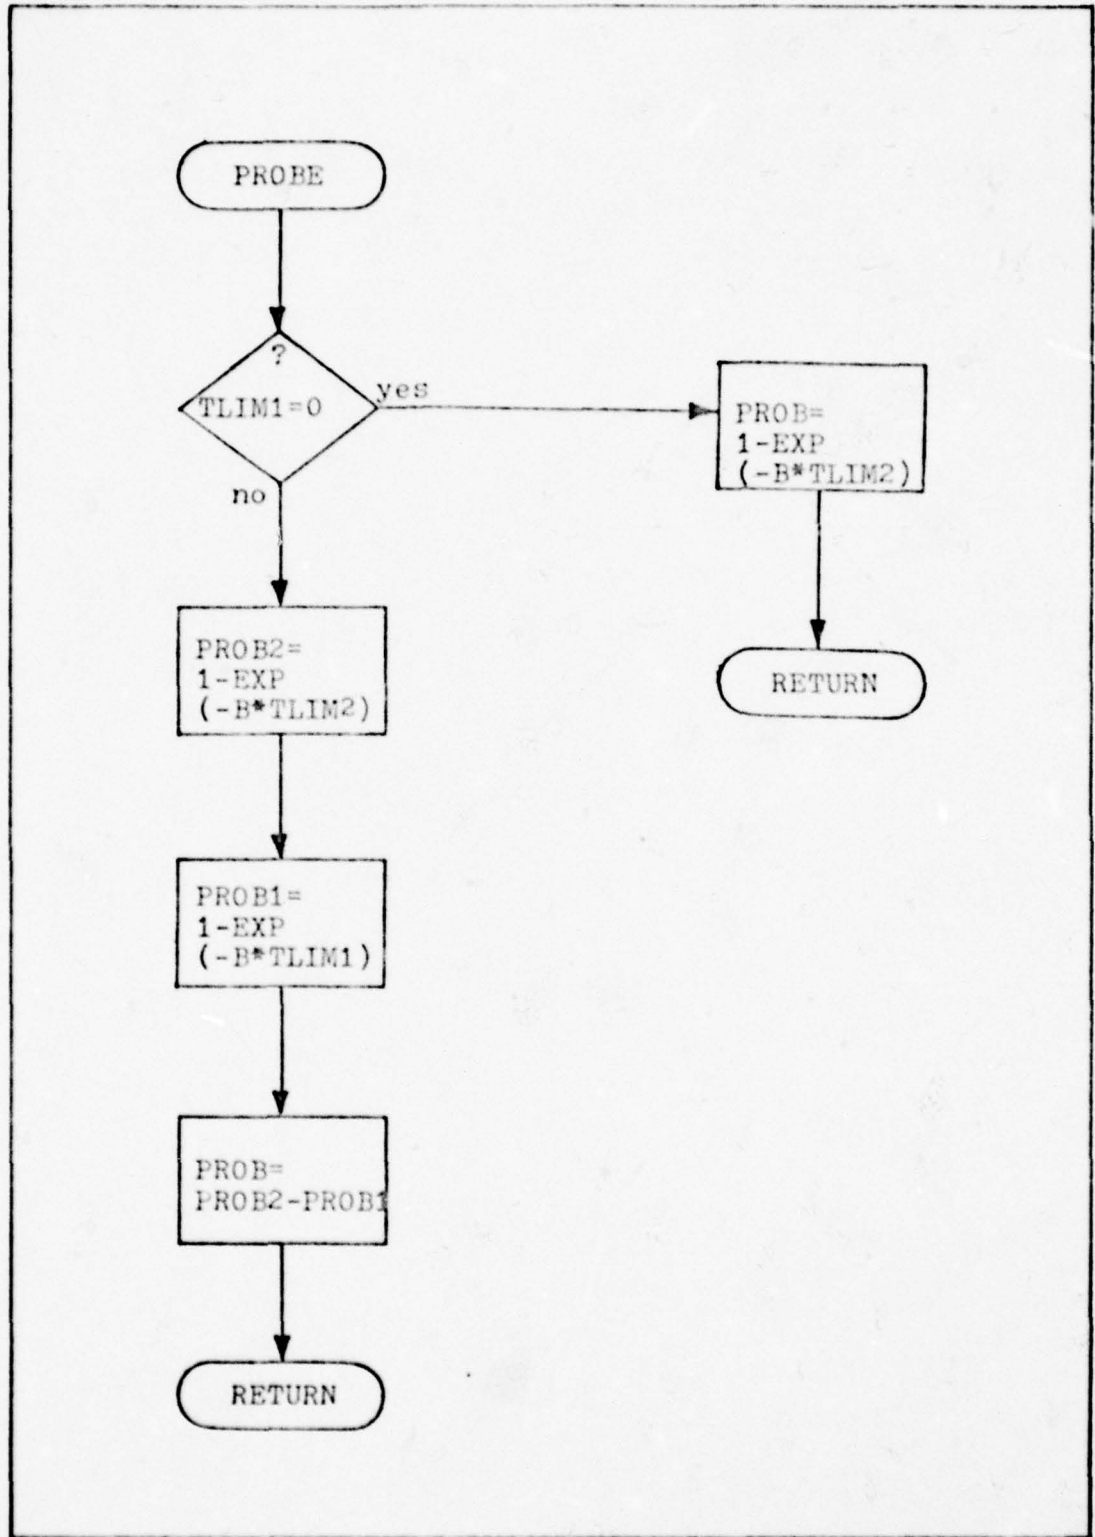 PROBE
?
TLIM1=0
yes
no
PROB=
1-EXP
(-B*TLIM2)
RETURN
PROB2=
1-EXP
(-B*TLIM2)
PROB1=
1-EXP
(-B*TLIM1)
PROB=
PROB2-PROB1
RETURN